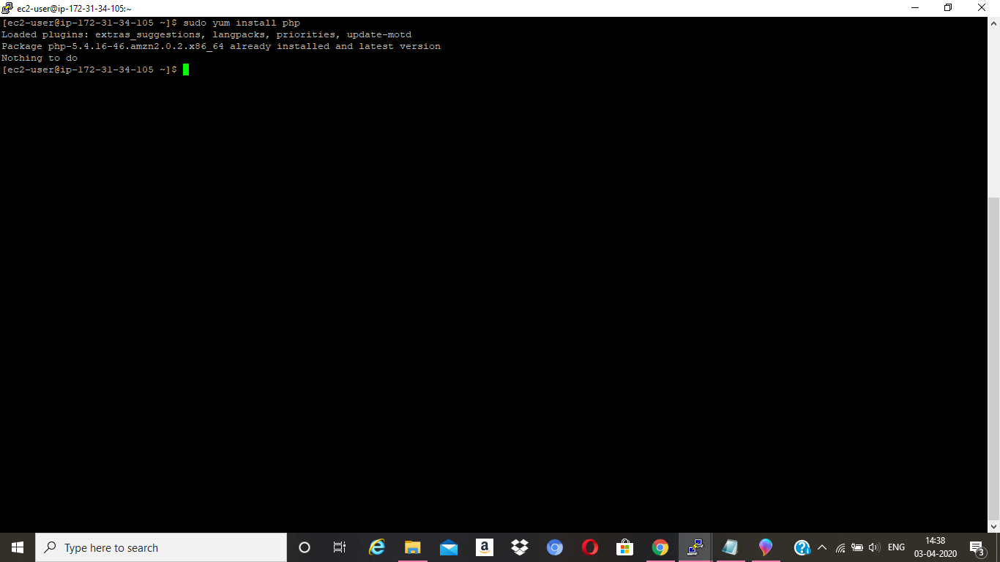 ec2-user@ip-172-31-34-105:~
[ec2-user@ip-172-31-34-105 ~]$ sudo yum install php
Loaded plugins: extras_suggestions, langpacks, priorities, update-motd
Package php-5.4.16-46.amzn2.0.2.x86_64 already installed and latest version
Nothing to do
[ec2-user@ip-172-31-34-105 ~]$
Type here to search
a
ENG
14:38
03-04-2020
3